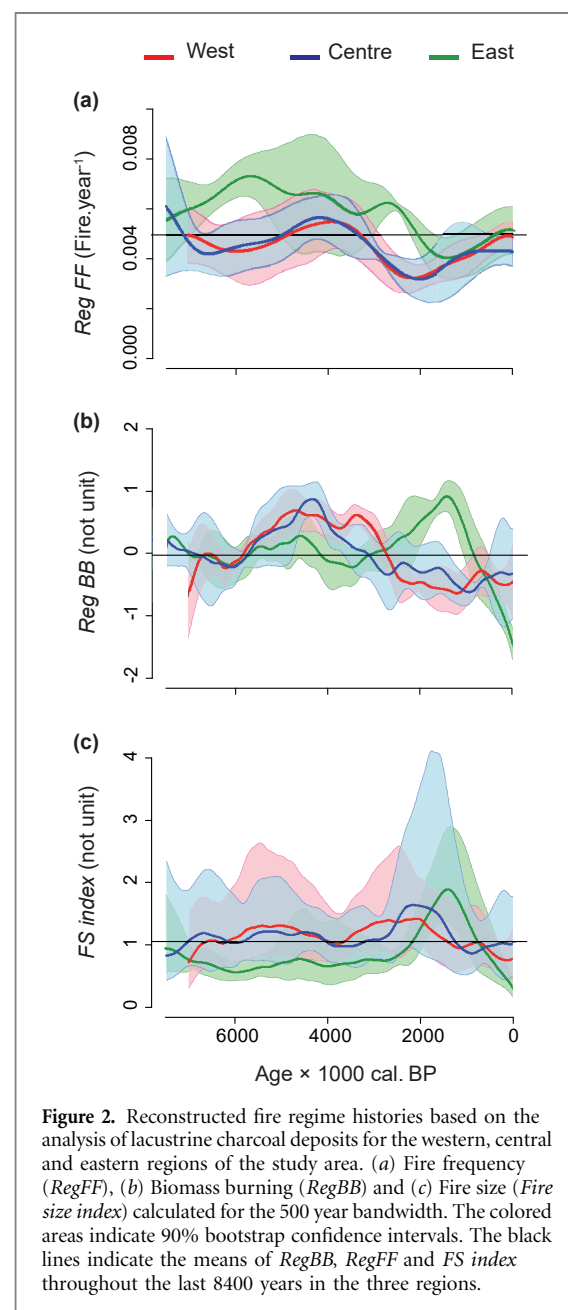 West Centre East
(a)
0.008
0.004
0.000
Reg FF (Fire.year⁻¹)
(b)
2
1
0
-1
-2
Reg BB (not unit)
(c)
4
3
2
1
0
FS index (not unit)
6000 4000 2000 0
Age × 1000 cal. BP
Figure 2. Reconstructed fire regime histories based on the
analysis of lacustrine charcoal deposits for the western, central
and eastern regions of the study area. (a) Fire frequency
(RegFF), (b) Biomass burning (RegBB) and (c) Fire size (Fire
size index) calculated for the 500 year bandwidth. The colored
areas indicate 90% bootstrap confidence intervals. The black
lines indicate the means of RegBB, RegFF and FS index
throughout the last 8400 years in the three regions.